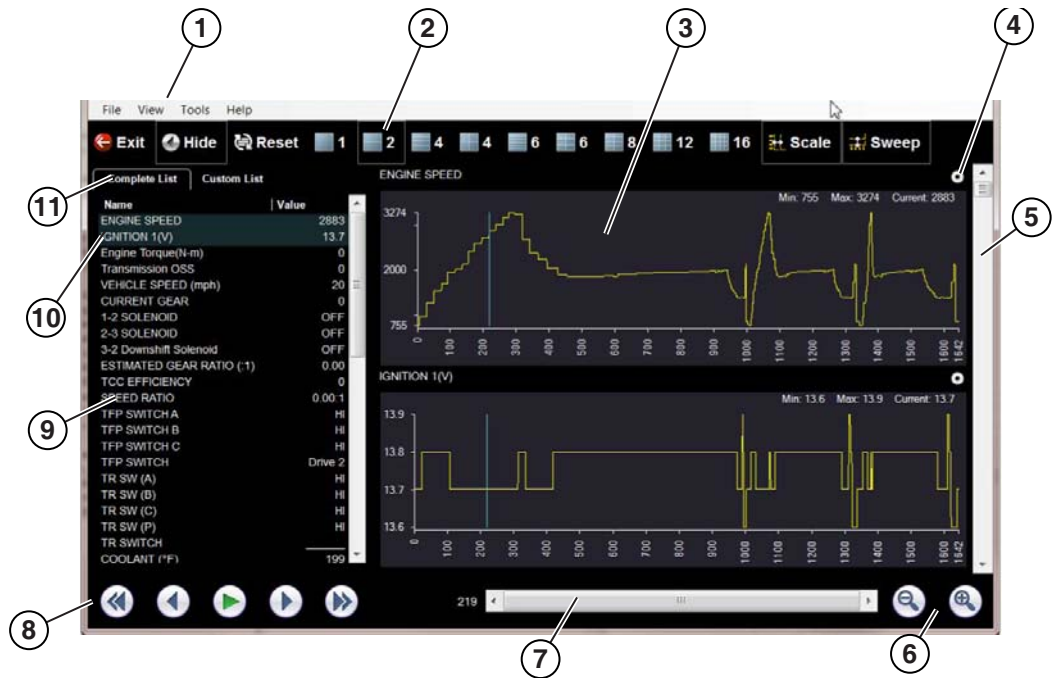 1
2
3
4
File View Tools Help
Exit Hide Reset 1 2 4 4 6 6 8 12 16 Scale Sweep
Complete List Custom List
11
Name Value
ENGINE SPEED 2883
IGNITION 1(V) 13.7
Engine Torque(N-m) 0
Transmission OSS 0
VEHICLE SPEED (mph) 20
CURRENT GEAR 0
1-2 SOLENOID OFF
2-3 SOLENOID OFF
3-2 Downshift Solenoid OFF
ESTIMATED GEAR RATIO (:1) 0.00
TCC EFFICIENCY 0
SPEED RATIO 0.00:1
TFP SWITCH A HI
TFP SWITCH B HI
TFP SWITCH C HI
TFP SWITCH Drive 2
TR SW (A) HI
TR SW (B) HI
TR SW (C) HI
TR SW (P) HI
TR SWITCH
COOLANT (°F) 199
10
9
ENGINE SPEED
Min: 755 Max: 3274 Current: 2883
3274
2000
755
0 100 200 300 400 500 600 700 800 900 1000 1100 1200 1300 1400 1500 1600 1642
5
IGNITION 1(V)
Min: 13.6 Max: 13.9 Current: 13.7
13.9
13.8
13.7
13.6
0 100 200 300 400 500 600 700 800 900 1000 1100 1200 1300 1400 1500 1600 1642
219
8
7
6